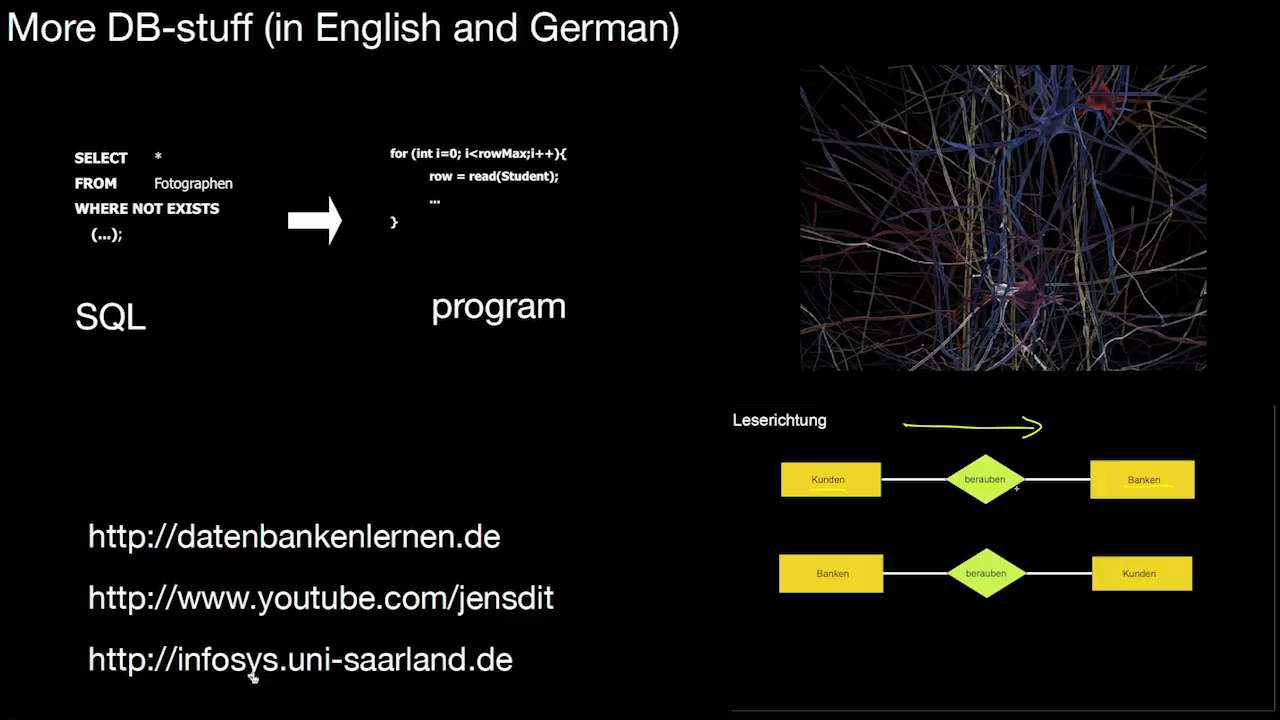 More DB-stuff (in English and German)
SELECT *
FROM Fotographen
WHERE NOT EXISTS
(...);
SQL
for (int i=0; i<rowMax;i++){
row = read(Student);
...
}
program
Leserichtung
Kunden berauben Banken
Banken berauben Kunden
http://datenbankenlernen.de
http://www.youtube.com/jensdit
http://infosys.uni-saarland.de